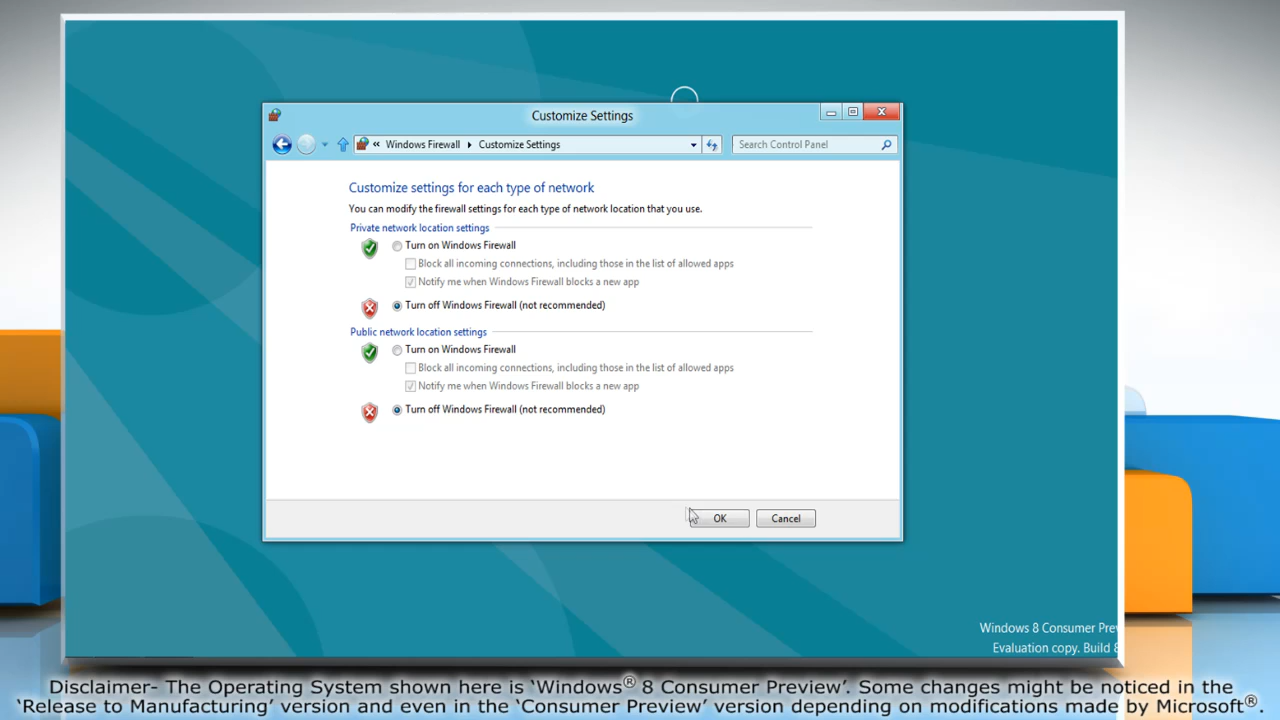 Customize Settings
« Windows Firewall Customize Settings
Search Control Panel
Customize settings for each type of network
You can modify the firewall settings for each type of network location that you use.
Private network location settings
Turn on Windows Firewall
Block all incoming connections, including those in the list of allowed apps
Notify me when Windows Firewall blocks a new app
Turn off Windows Firewall (not recommended)
Public network location settings
Turn on Windows Firewall
Block all incoming connections, including those in the list of allowed apps
Notify me when Windows Firewall blocks a new app
Turn off Windows Firewall (not recommended)
OK Cancel
Windows 8 Consumer
Evaluation copy. Build
Disclaimer- The Operating System shown here is ‘Windows® 8 Consumer Preview’. Some changes might be noticed in the
‘Release to Manufacturing’ version and even in the ‘Consumer Preview’ version depending on modifications made by Microsoft®.